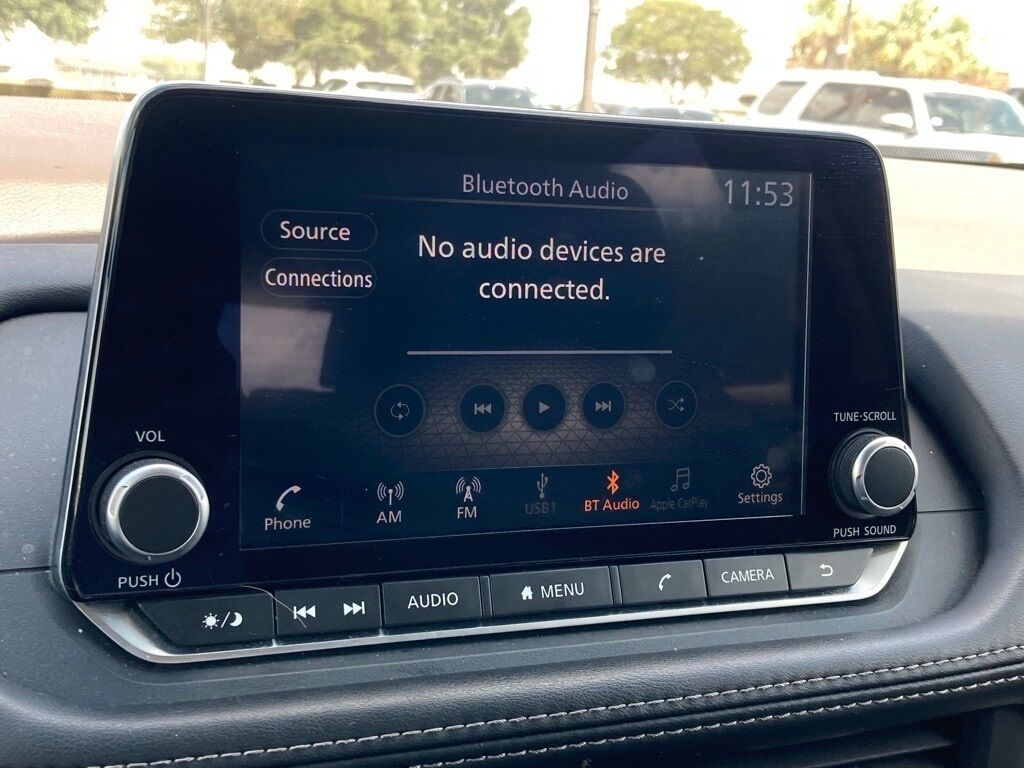 Bluetooth Audio
11:53
Source
No audio devices are
connected.
Connections
VOL
TUNE·SCROLL
Phone
AM
FM
USB1
BT Audio
Apple CarPlay
Settings
PUSH
PUSH SOUND
AUDIO
MENU
CAMERA